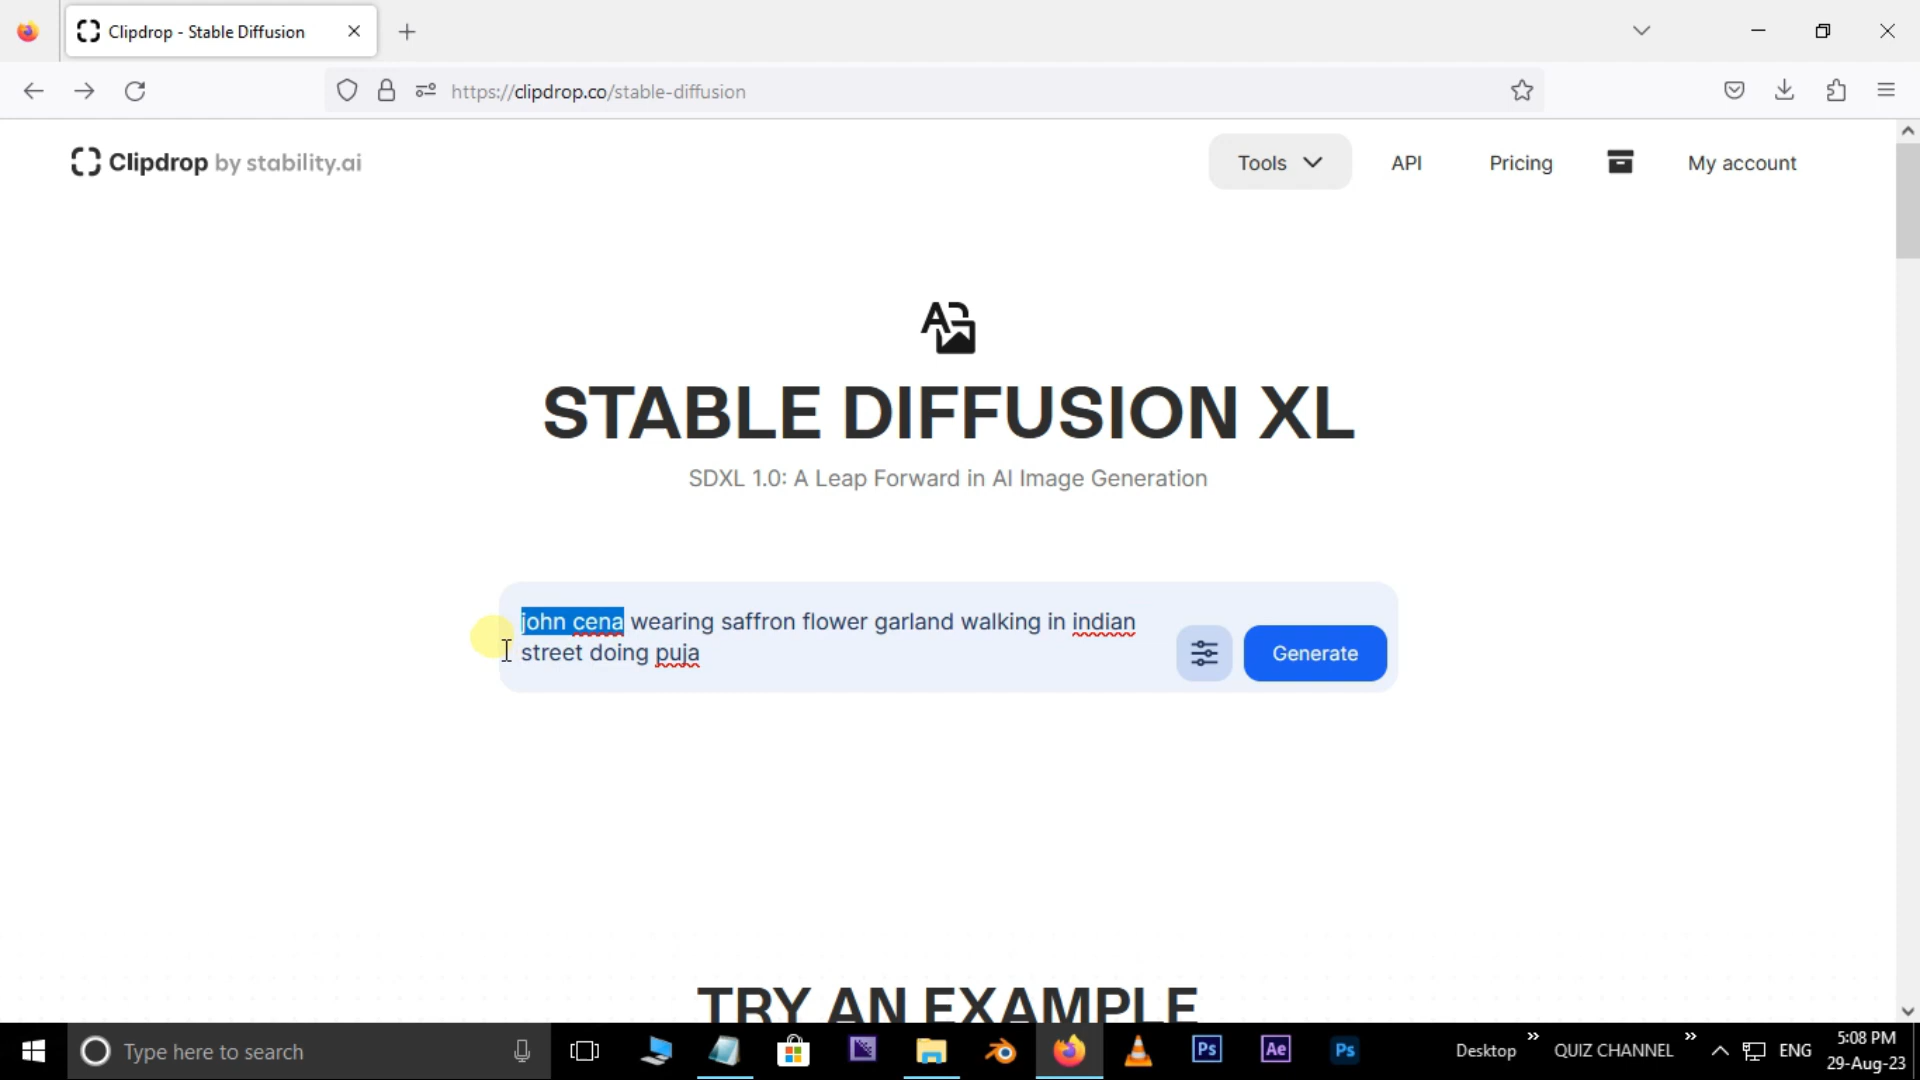 Clipdrop - Stable Diffusion
https://clipdrop.co/stable-diffusion
Clipdrop by stability.ai
Tools
API
Pricing
My account
STABLE DIFFUSION XL
SDXL 1.0: A Leap Forward in AI Image Generation
john cena wearing saffron flower garland walking in indian
street doing puja
Generate
TRY AN EXAMPLE
Type here to search
Ps
Ae
Ps
Desktop
QUIZ CHANNEL
ENG
5:08 PM
29-Aug-23